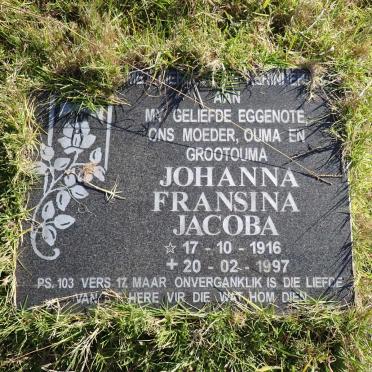 AAN
MY GELIEFDE EGGENOTE,
ONS MOEDER, OUMA EN
GROOTOUMA
JOHANNA
FRANSINA
JACOBA
☆ 17 - 10 - 1916
+ 20 - 02 - 1997
PS. 103 VERS 17. MAAR ONVERGANKLIK IS DIE LIEFDE
VAN HERE VIR DIE WAT HOM DIEN